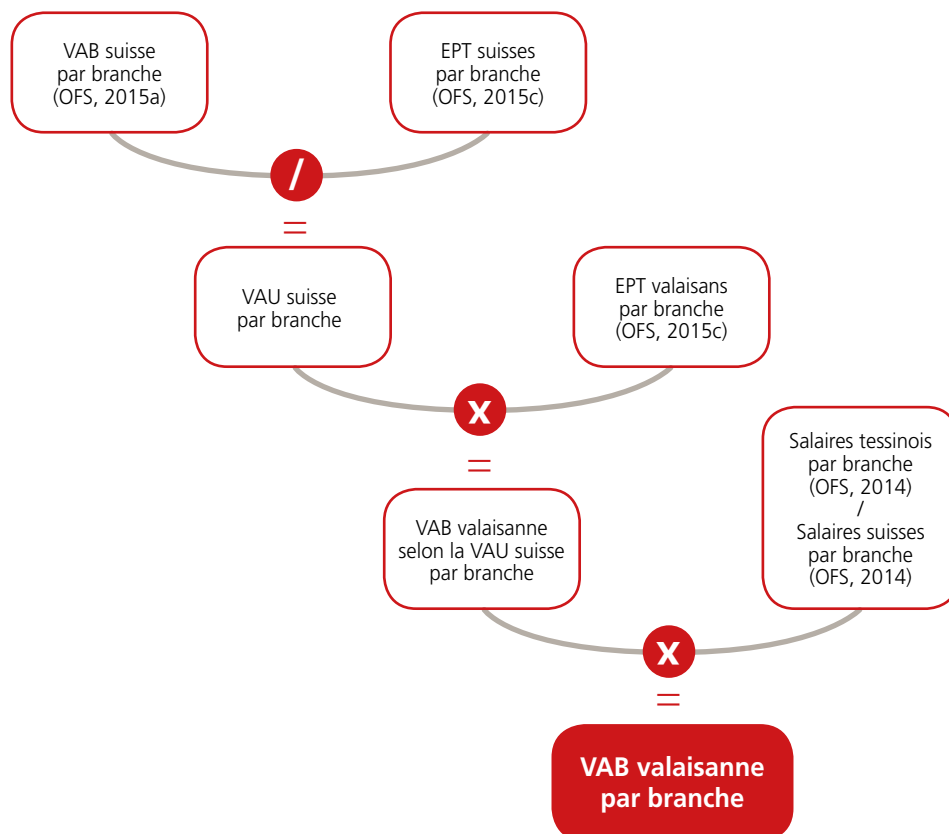 VAB suisse
par branche
(OFS, 2015a)
EPT suisses
par branche
(OFS, 2015c)
/
=
VAU suisse
par branche
EPT valaisans
par branche
(OFS, 2015c)
x
=
VAB valaisanne
selon la VAU suisse
par branche
Salaires tessinois
par branche
(OFS, 2014)
/
Salaires suisses
par branche
(OFS, 2014)
x
=
VAB valaisanne
par branche